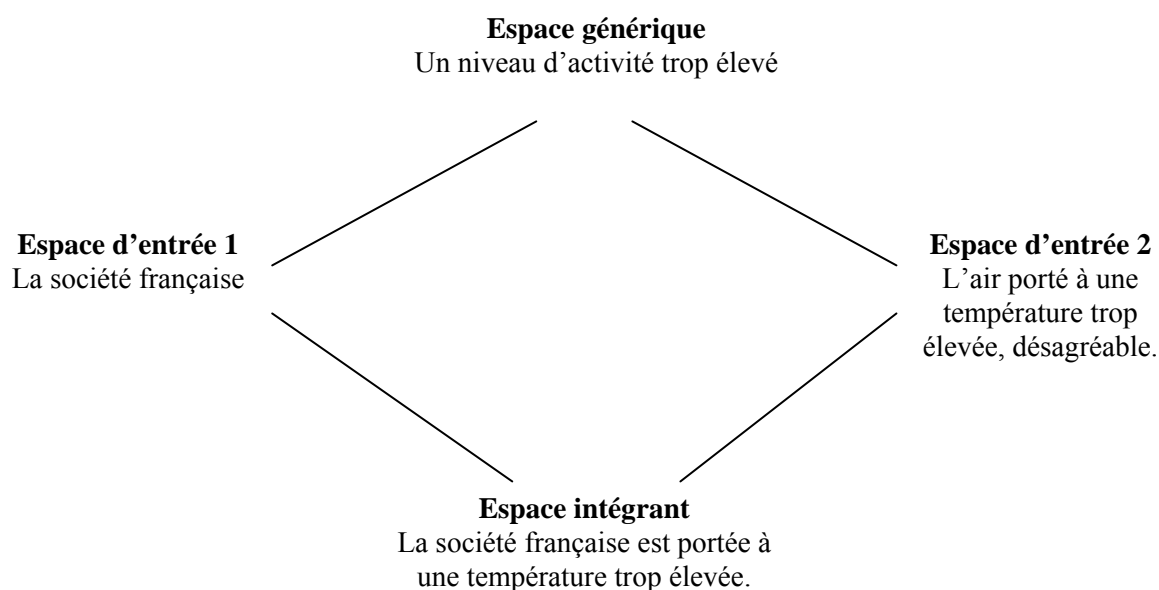 Espace générique
Un niveau d’activité trop élevé
Espace d’entrée 1
La société française
Espace d’entrée 2
L’air porté à une
température trop
élevée, désagréable.
Espace intégrant
La société française est portée à
une température trop élevée.